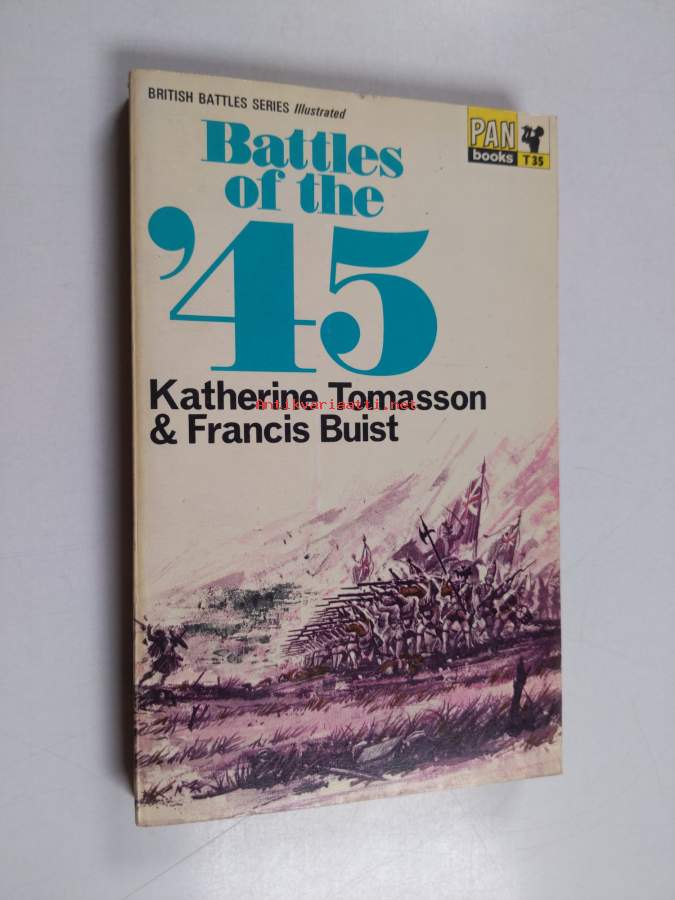 BRITISH BATTLES SERIES Illustrated
PAN
books
T 35
Battles
of the
’45
Katherine Tomasson
& Francis Buist
Antikvariaatti.net